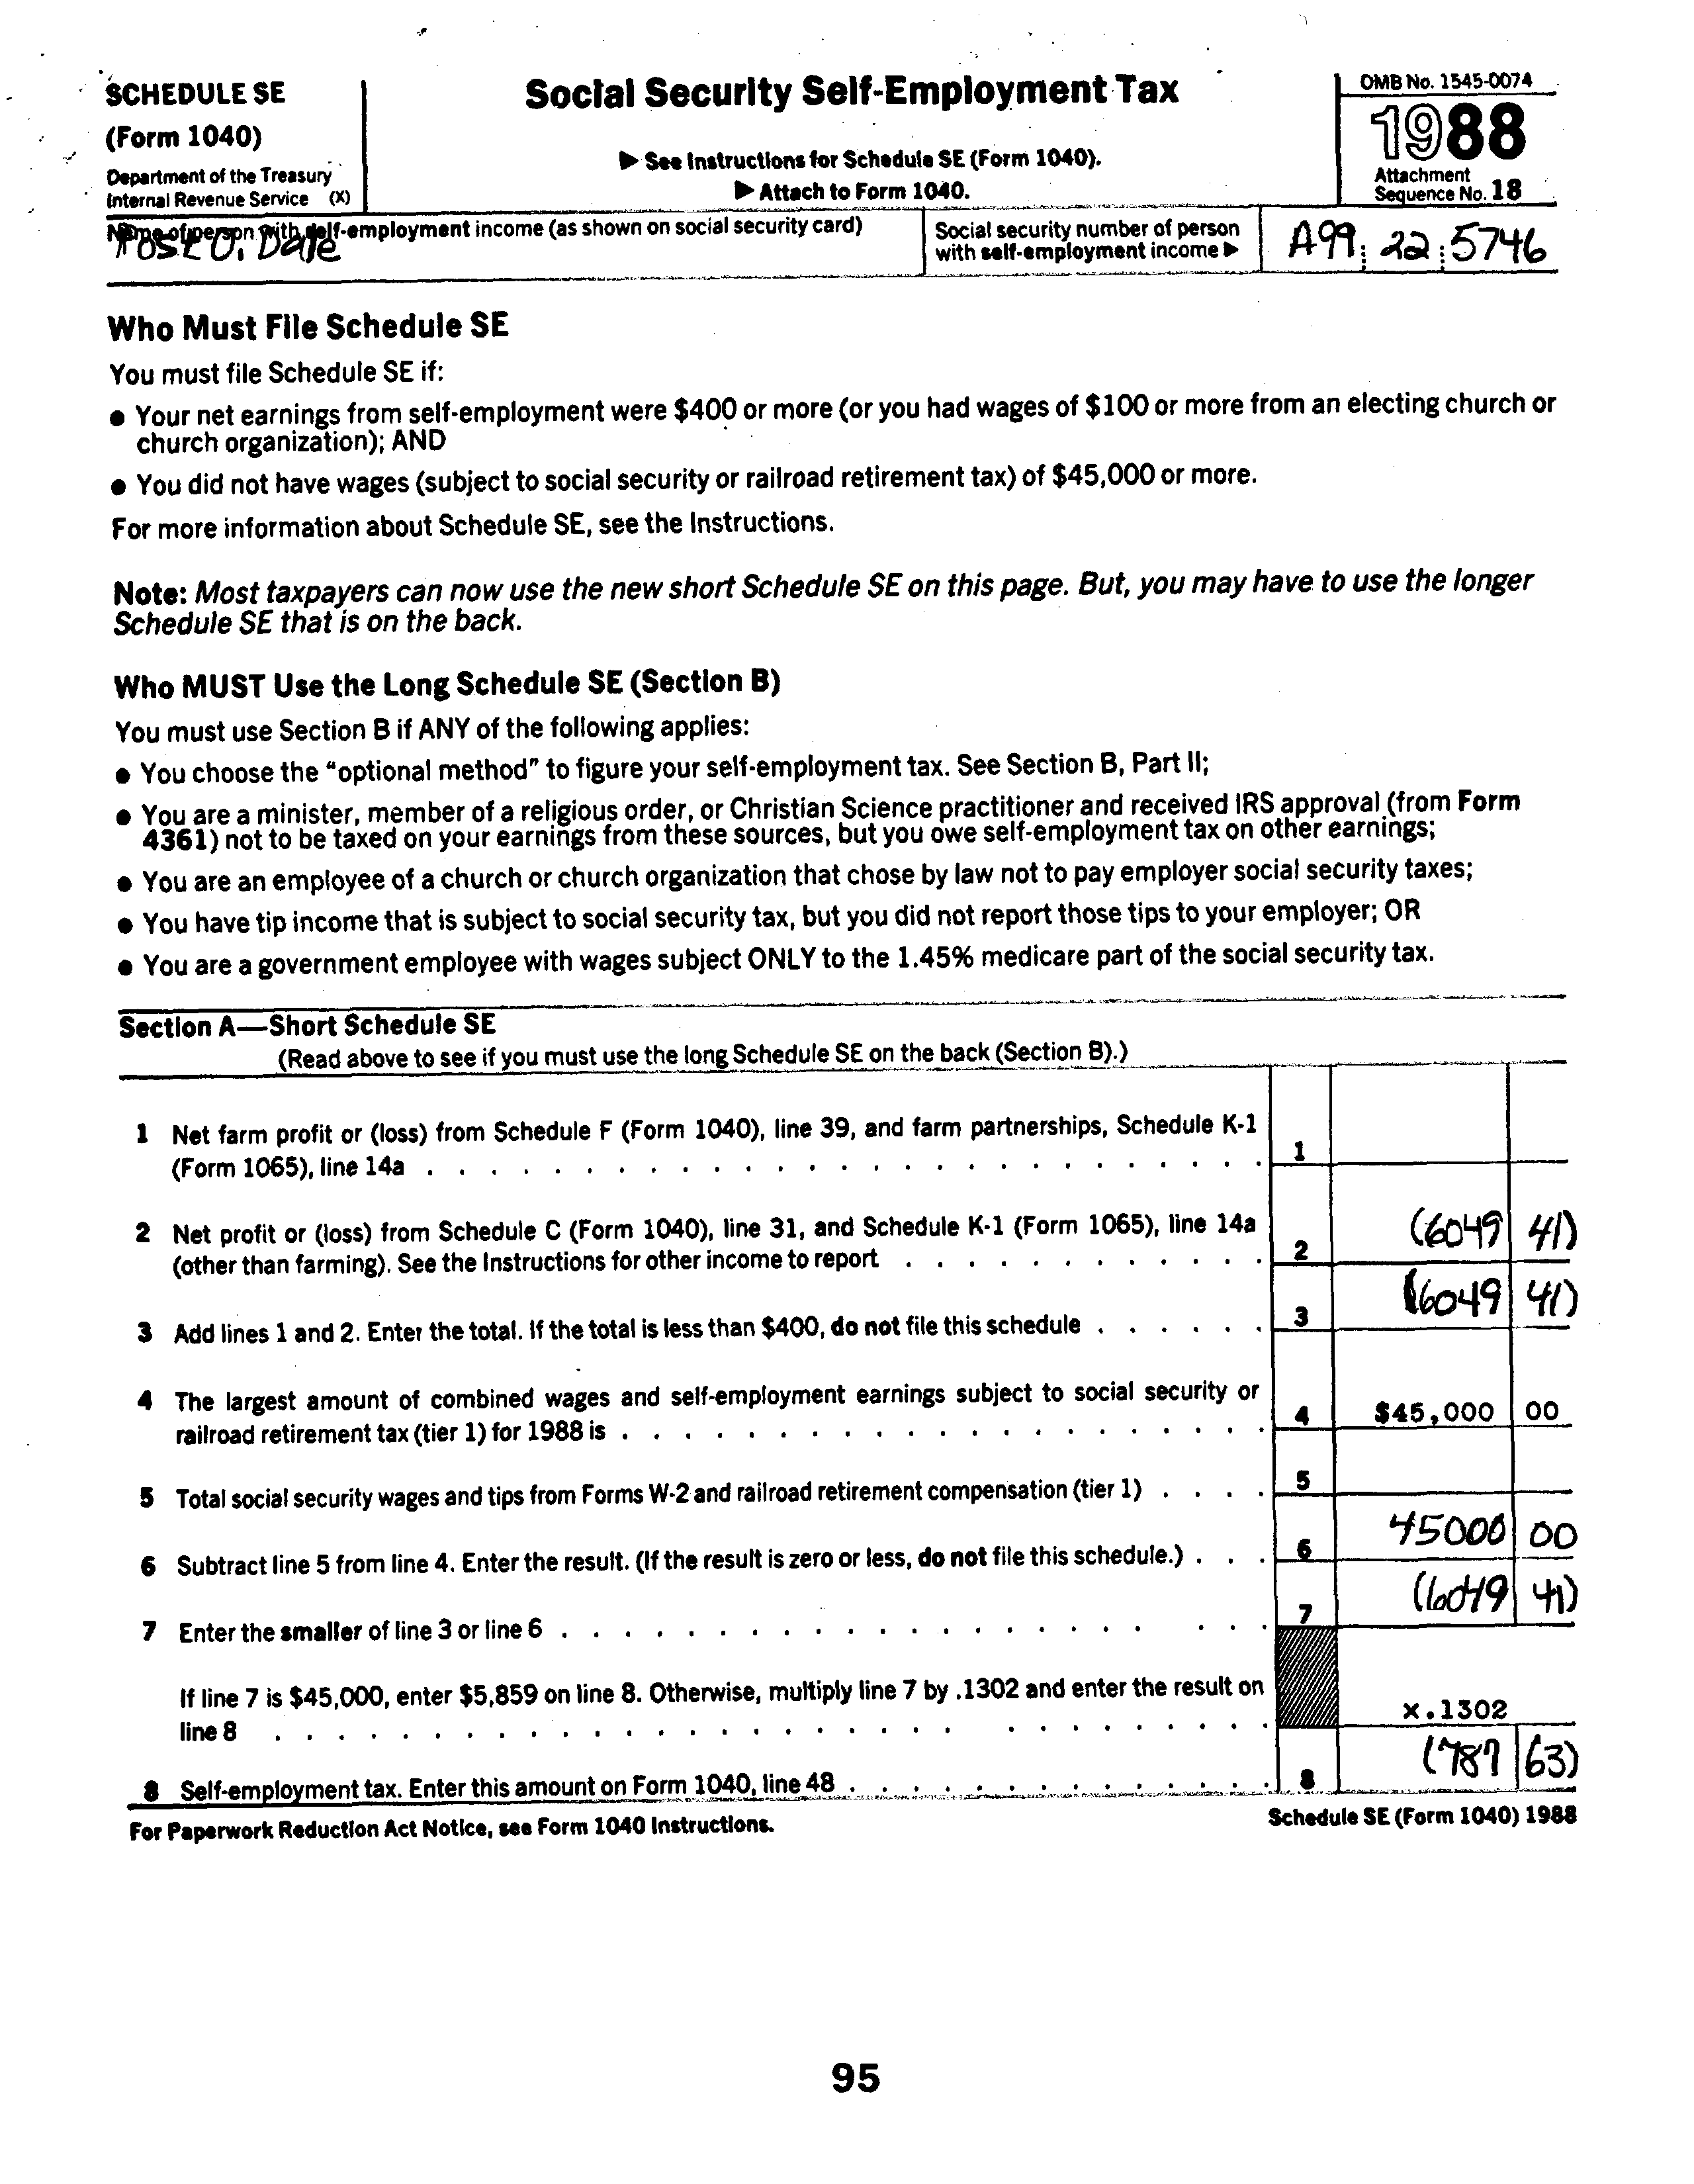 SCHEDULE SE
(Form 1040)
Department of the Treasury
Internal Revenue Service (X)
Social Security Self-Employment Tax
▶ See Instructions for Schedule SE (Form 1040).
▶ Attach to Form 1040.
OMB No. 1545-0074
1988
Attachment
Sequence No. 18
Name of person with self-employment income (as shown on social security card)
Post O. Date
Social security number of person
with self-employment income ▶
A99 22 5746
Who Must File Schedule SE
You must file Schedule SE if:
● Your net earnings from self-employment were $400 or more (or you had wages of $100 or more from an electing church or
church organization); AND
● You did not have wages (subject to social security or railroad retirement tax) of $45,000 or more.
For more information about Schedule SE, see the Instructions.
Note: Most taxpayers can now use the new short Schedule SE on this page. But, you may have to use the longer
Schedule SE that is on the back.
Who MUST Use the Long Schedule SE (Section B)
You must use Section B if ANY of the following applies:
● You choose the “optional method” to figure your self-employment tax. See Section B, Part II;
● You are a minister, member of a religious order, or Christian Science practitioner and received IRS approval (from Form
4361) not to be taxed on your earnings from these sources, but you owe self-employment tax on other earnings;
● You are an employee of a church or church organization that chose by law not to pay employer social security taxes;
● You have tip income that is subject to social security tax, but you did not report those tips to your employer; OR
● You are a government employee with wages subject ONLY to the 1.45% medicare part of the social security tax.
Section A—Short Schedule SE
(Read above to see if you must use the long Schedule SE on the back (Section B).)
1 Net farm profit or (loss) from Schedule F (Form 1040), line 39, and farm partnerships, Schedule K-1
(Form 1065), line 14a 1
2 Net profit or (loss) from Schedule C (Form 1040), line 31, and Schedule K-1 (Form 1065), line 14a
(other than farming). See the Instructions for other income to report 2 (6049 41)
3 Add lines 1 and 2. Enter the total. If the total is less than $400, do not file this schedule 3 (6049 41)
4 The largest amount of combined wages and self-employment earnings subject to social security or
railroad retirement tax (tier 1) for 1988 is 4 $45,000 00
5 Total social security wages and tips from Forms W-2 and railroad retirement compensation (tier 1) 5
6 Subtract line 5 from line 4. Enter the result. (If the result is zero or less, do not file this schedule.) 6 45000 00
7 Enter the smaller of line 3 or line 6 7 (6049 41)
If line 7 is $45,000, enter $5,859 on line 8. Otherwise, multiply line 7 by .1302 and enter the result on
line 8 x.1302
8 Self-employment tax. Enter this amount on Form 1040, line 48 8 (787 63)
For Paperwork Reduction Act Notice, see Form 1040 Instructions.
Schedule SE (Form 1040) 1988
95